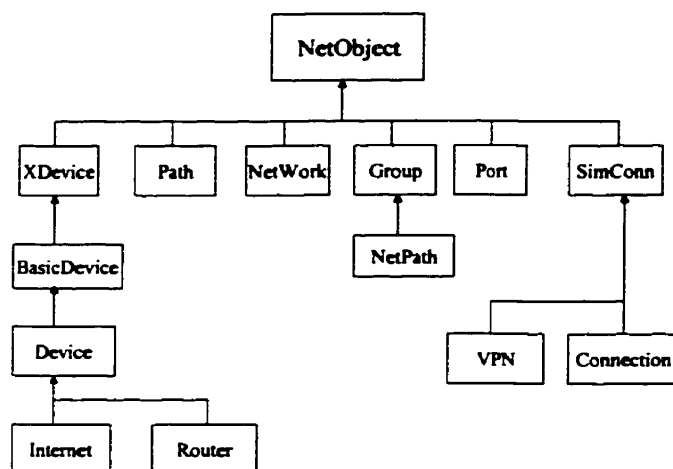 NetObject
XDevice
Path
NetWork
Group
Port
SimConn
BasicDevice
NetPath
Device
VPN
Connection
Internet
Router